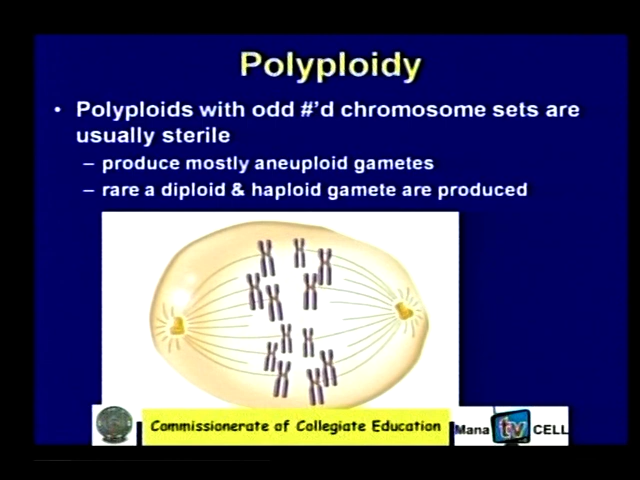 Polyploidy
• Polyploids with odd #'d chromosome sets are
usually sterile
– produce mostly aneuploid gametes
– rare a diploid & haploid gamete are produced
Commissionerate of Collegiate Education
Mana tv CELL